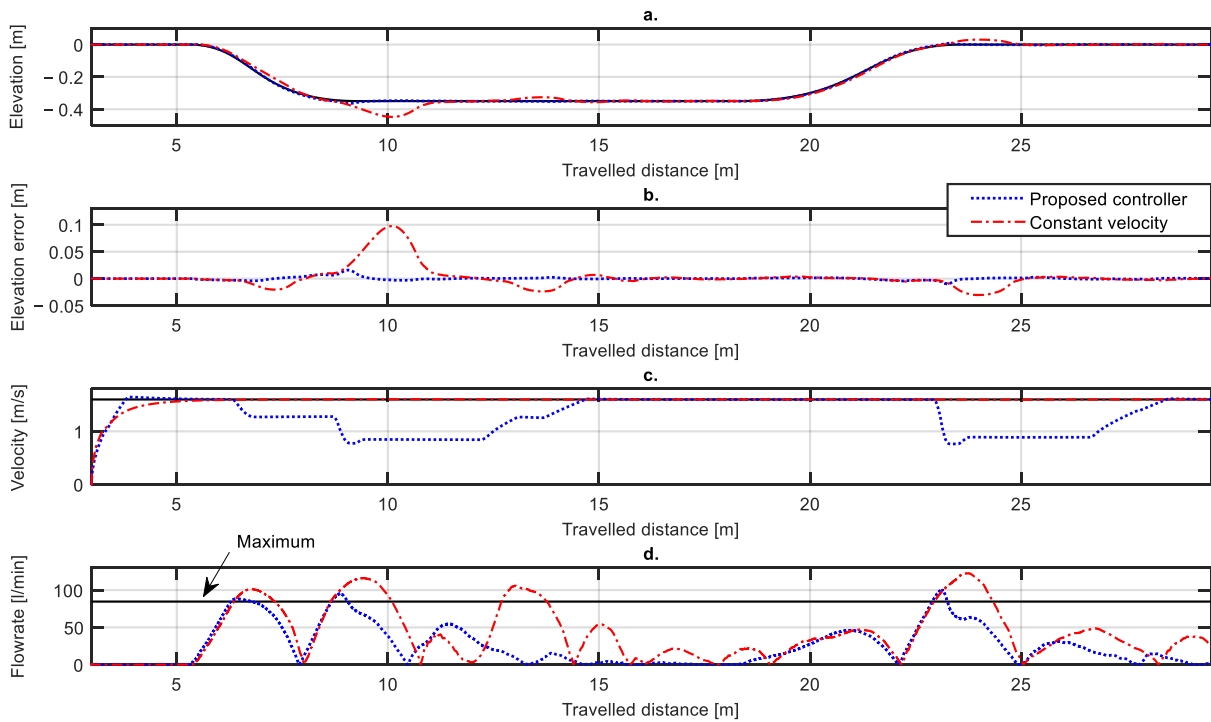 a.
Elevation [m]
0
− 0.2
− 0.4
5
10
15
20
25
Travelled distance [m]
b.
Elevation error [m]
0.1
0.05
0
− 0.05
Proposed controller
Constant velocity
5
10
15
20
25
Travelled distance [m]
c.
Velocity [m/s]
1
0
5
10
15
20
25
Travelled distance [m]
d.
Maximum
Flowrate [l/min]
100
50
0
5
10
15
20
25
Travelled distance [m]